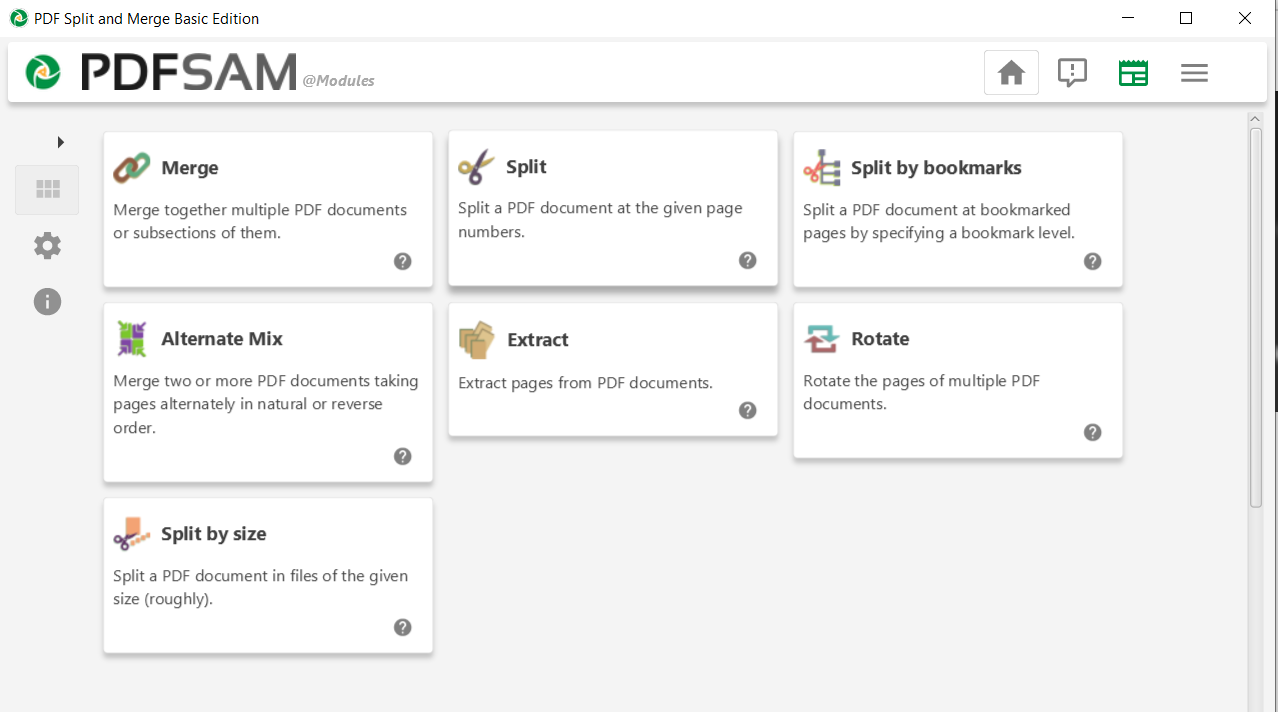 PDF Split and Merge Basic Edition
PDFSAM @Modules
Merge
Merge together multiple PDF documents
or subsections of them.
Split
Split a PDF document at the given page
numbers.
Split by bookmarks
Split a PDF document at bookmarked
pages by specifying a bookmark level.
Alternate Mix
Merge two or more PDF documents taking
pages alternately in natural or reverse
order.
Extract
Extract pages from PDF documents.
Rotate
Rotate the pages of multiple PDF
documents.
Split by size
Split a PDF document in files of the given
size (roughly).